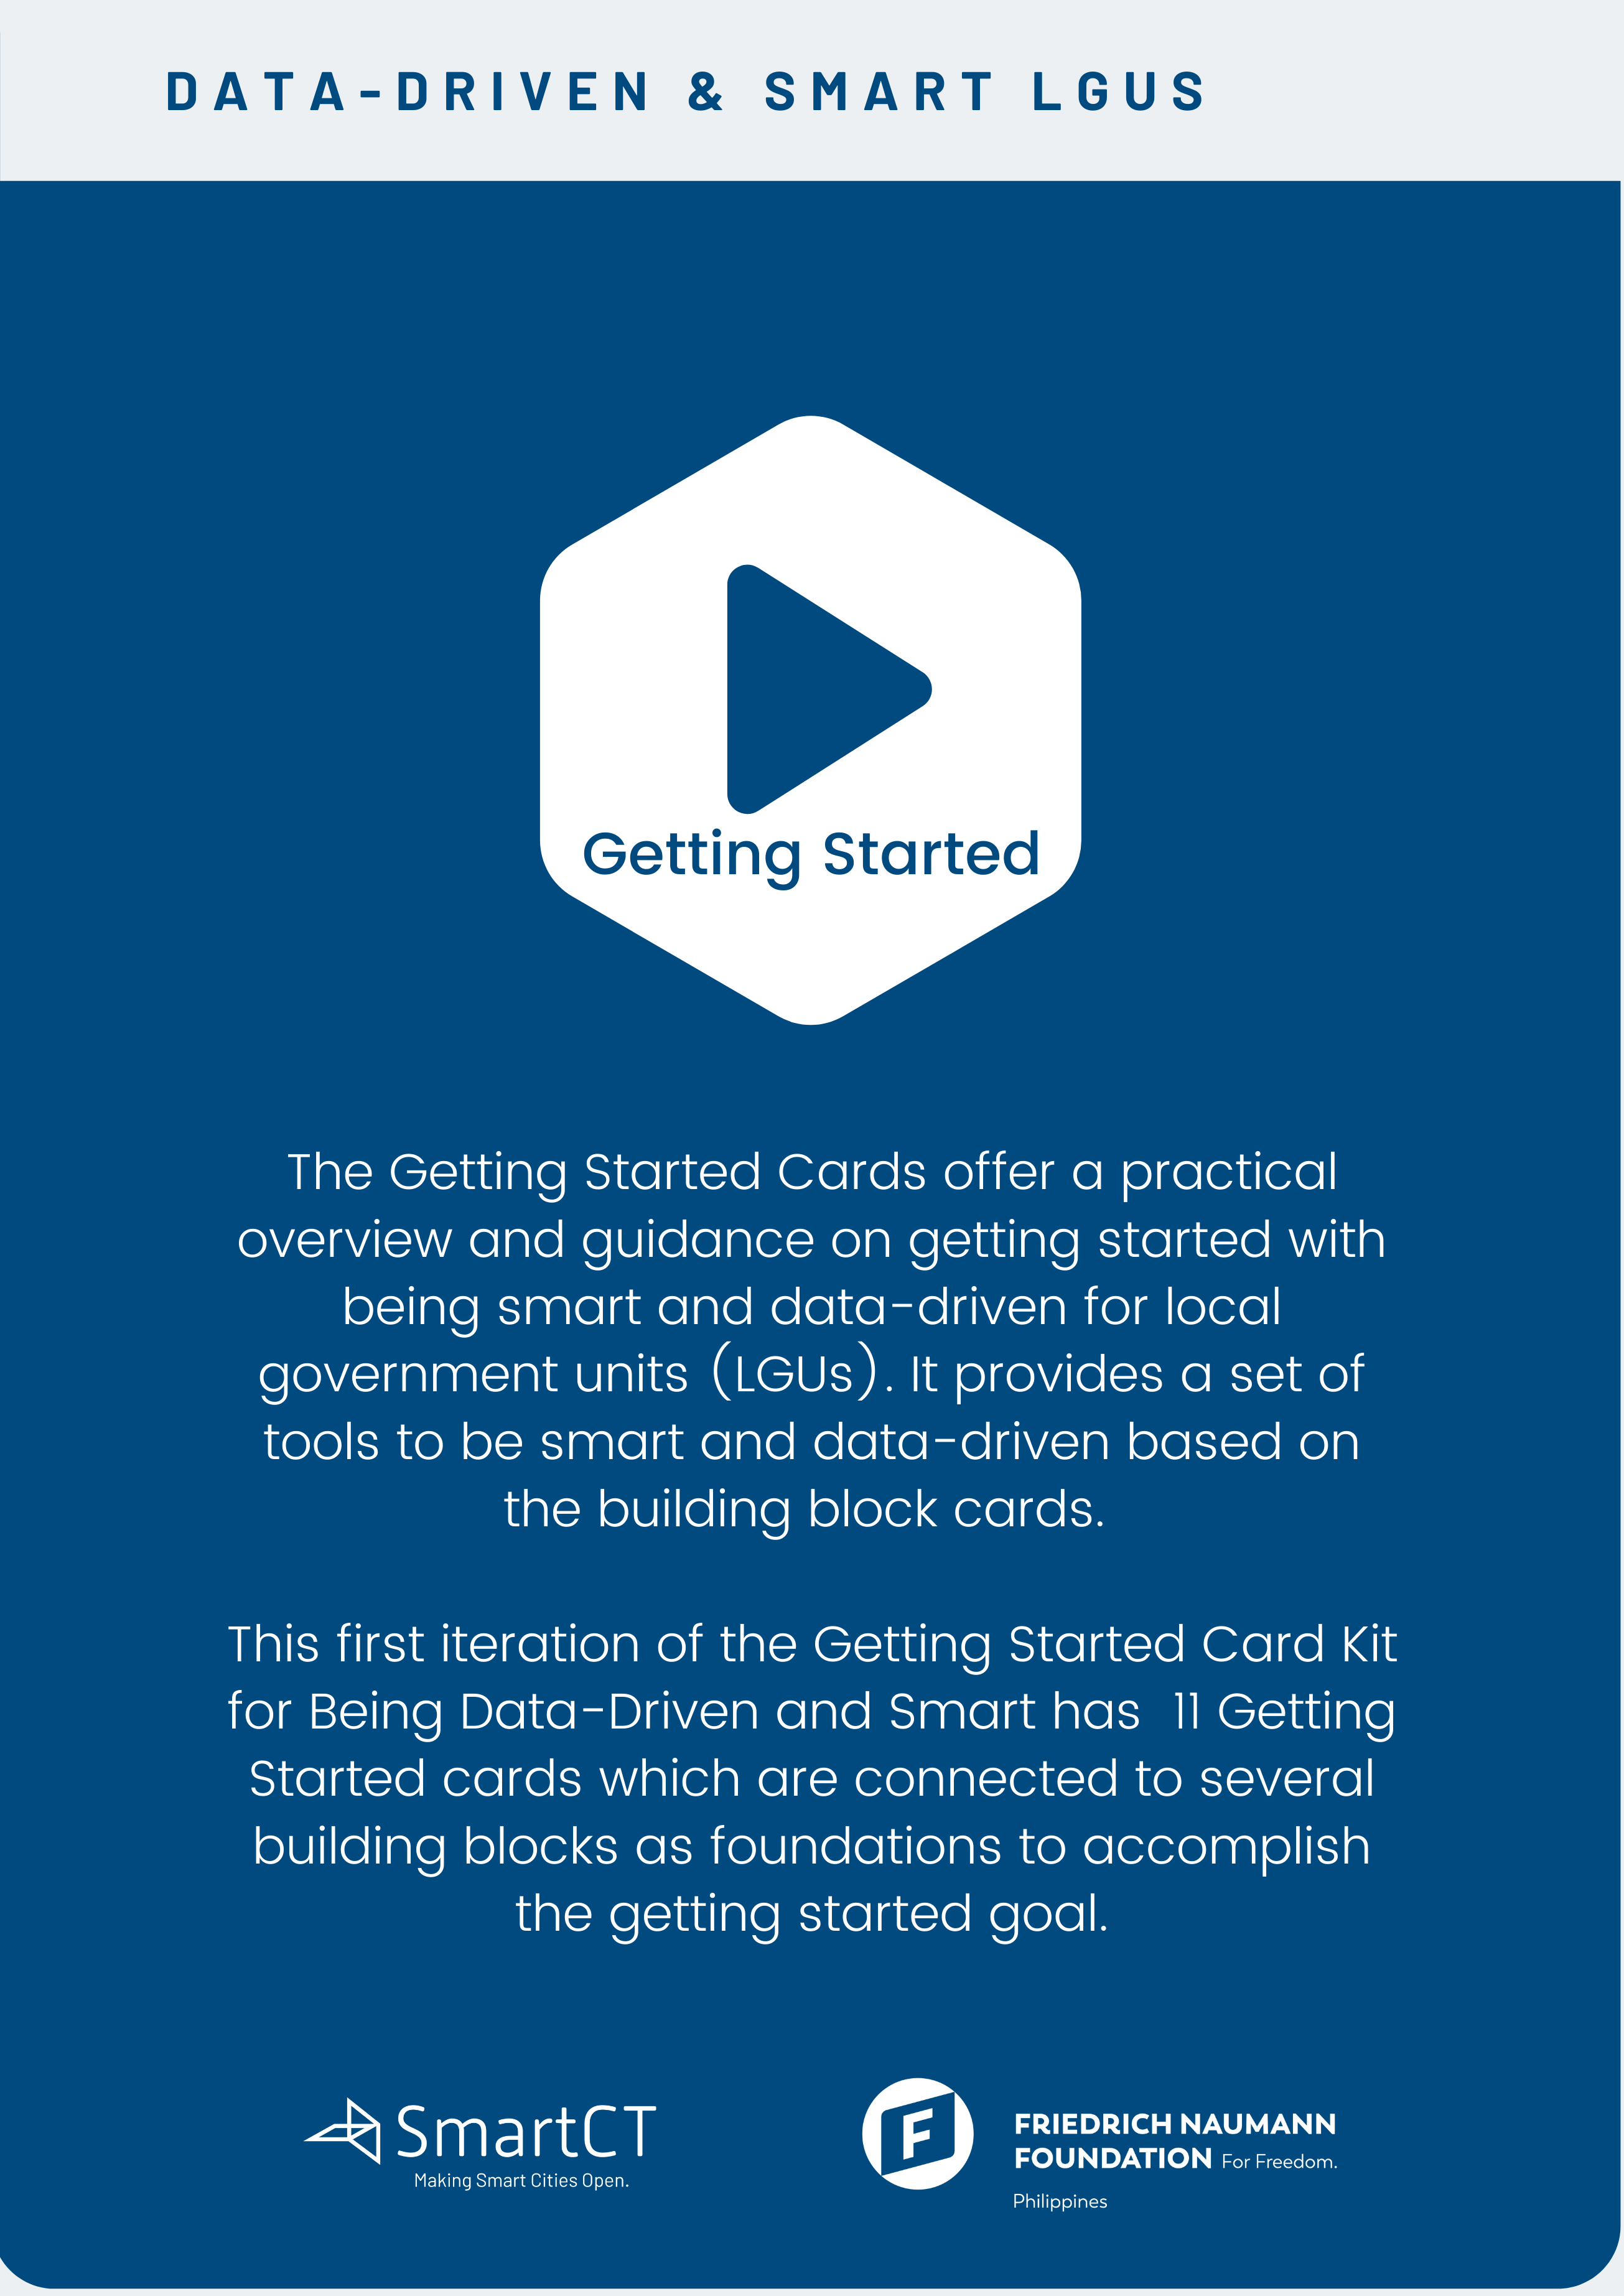 DATA-DRIVEN & SMART LGUS
Getting Started
The Getting Started Cards offer a practical
overview and guidance on getting started with
being smart and data-driven for local
government units (LGUs). It provides a set of
tools to be smart and data-driven based on
the building block cards.
This first iteration of the Getting Started Card Kit
for Being Data-Driven and Smart has  11 Getting
Started cards which are connected to several
building blocks as foundations to accomplish
the getting started goal.
SmartCT
Making Smart Cities Open.
F
FRIEDRICH NAUMANN
FOUNDATION For Freedom.
Philippines